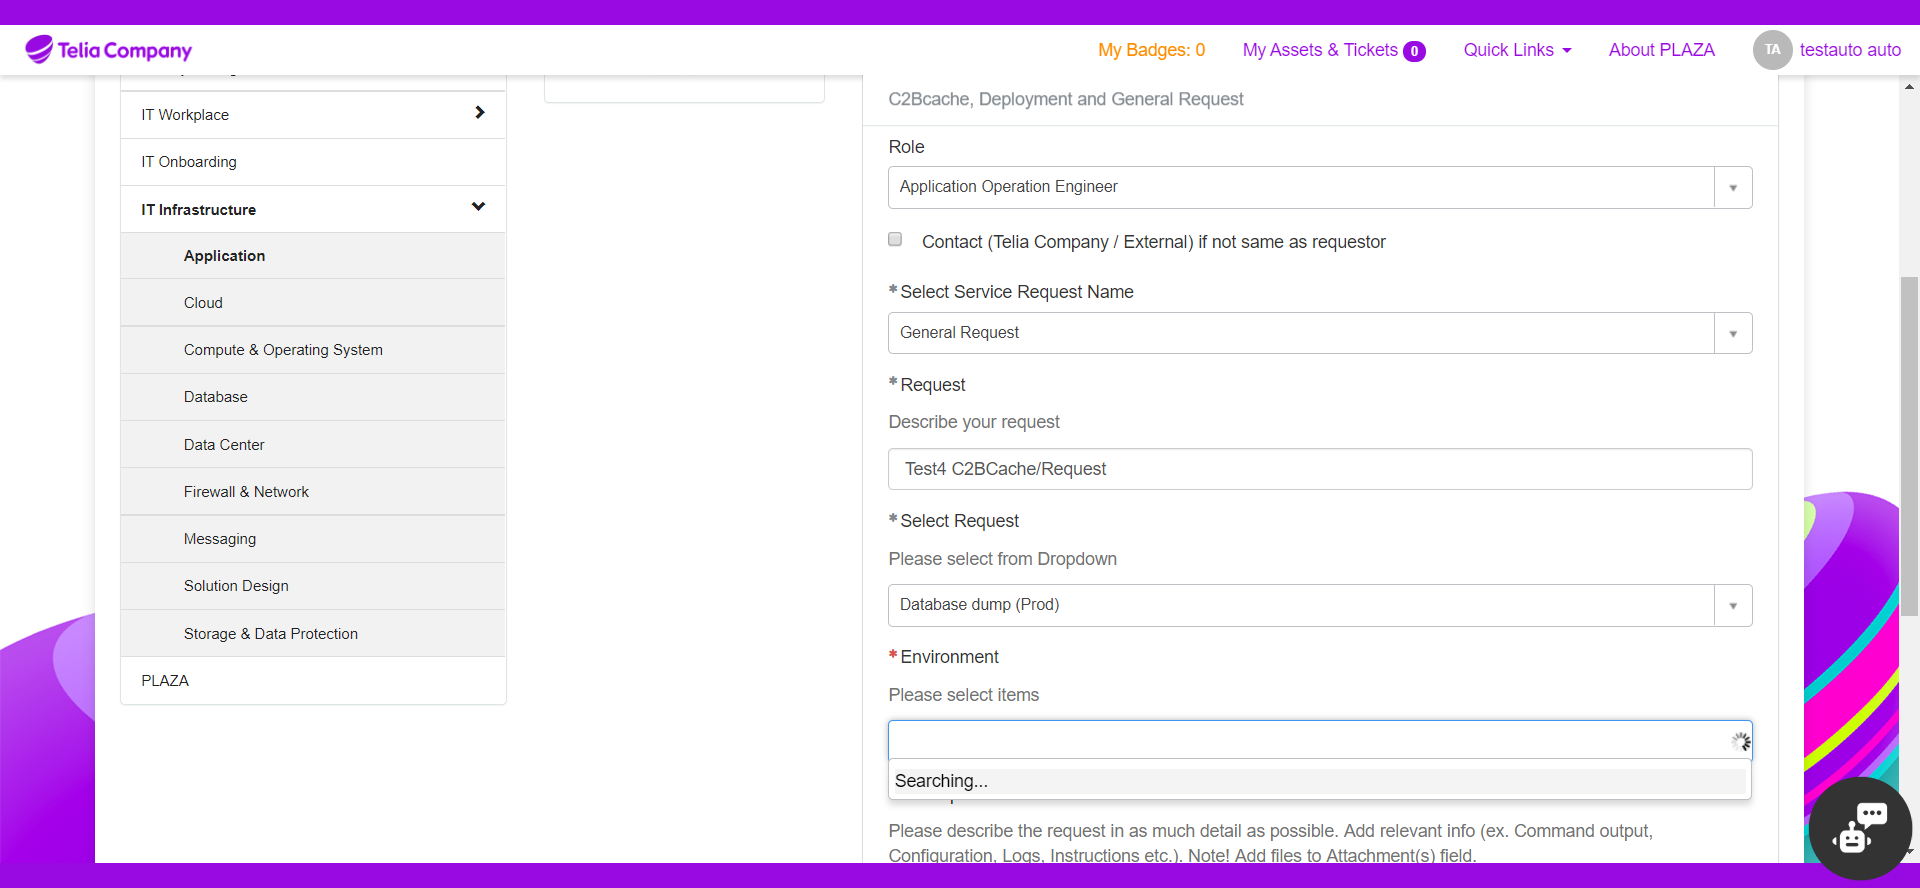 Telia Company
My Badges: 0
My Assets & Tickets 0
Quick Links
About PLAZA
TA
testauto auto
IT Workplace
IT Onboarding
IT Infrastructure
Application
Cloud
Compute & Operating System
Database
Data Center
Firewall & Network
Messaging
Solution Design
Storage & Data Protection
PLAZA
C2Bcache, Deployment and General Request
Role
Application Operation Engineer
Contact (Telia Company / External) if not same as requestor
*Select Service Request Name
General Request
*Request
Describe your request
Test4 C2BCache/Request
*Select Request
Please select from Dropdown
Database dump (Prod)
*Environment
Please select items
Searching...
Please describe the request in as much detail as possible. Add relevant info (ex. Command output,
Configuration, Logs, Instructions etc.). Note! Add files to Attachment(s) field.